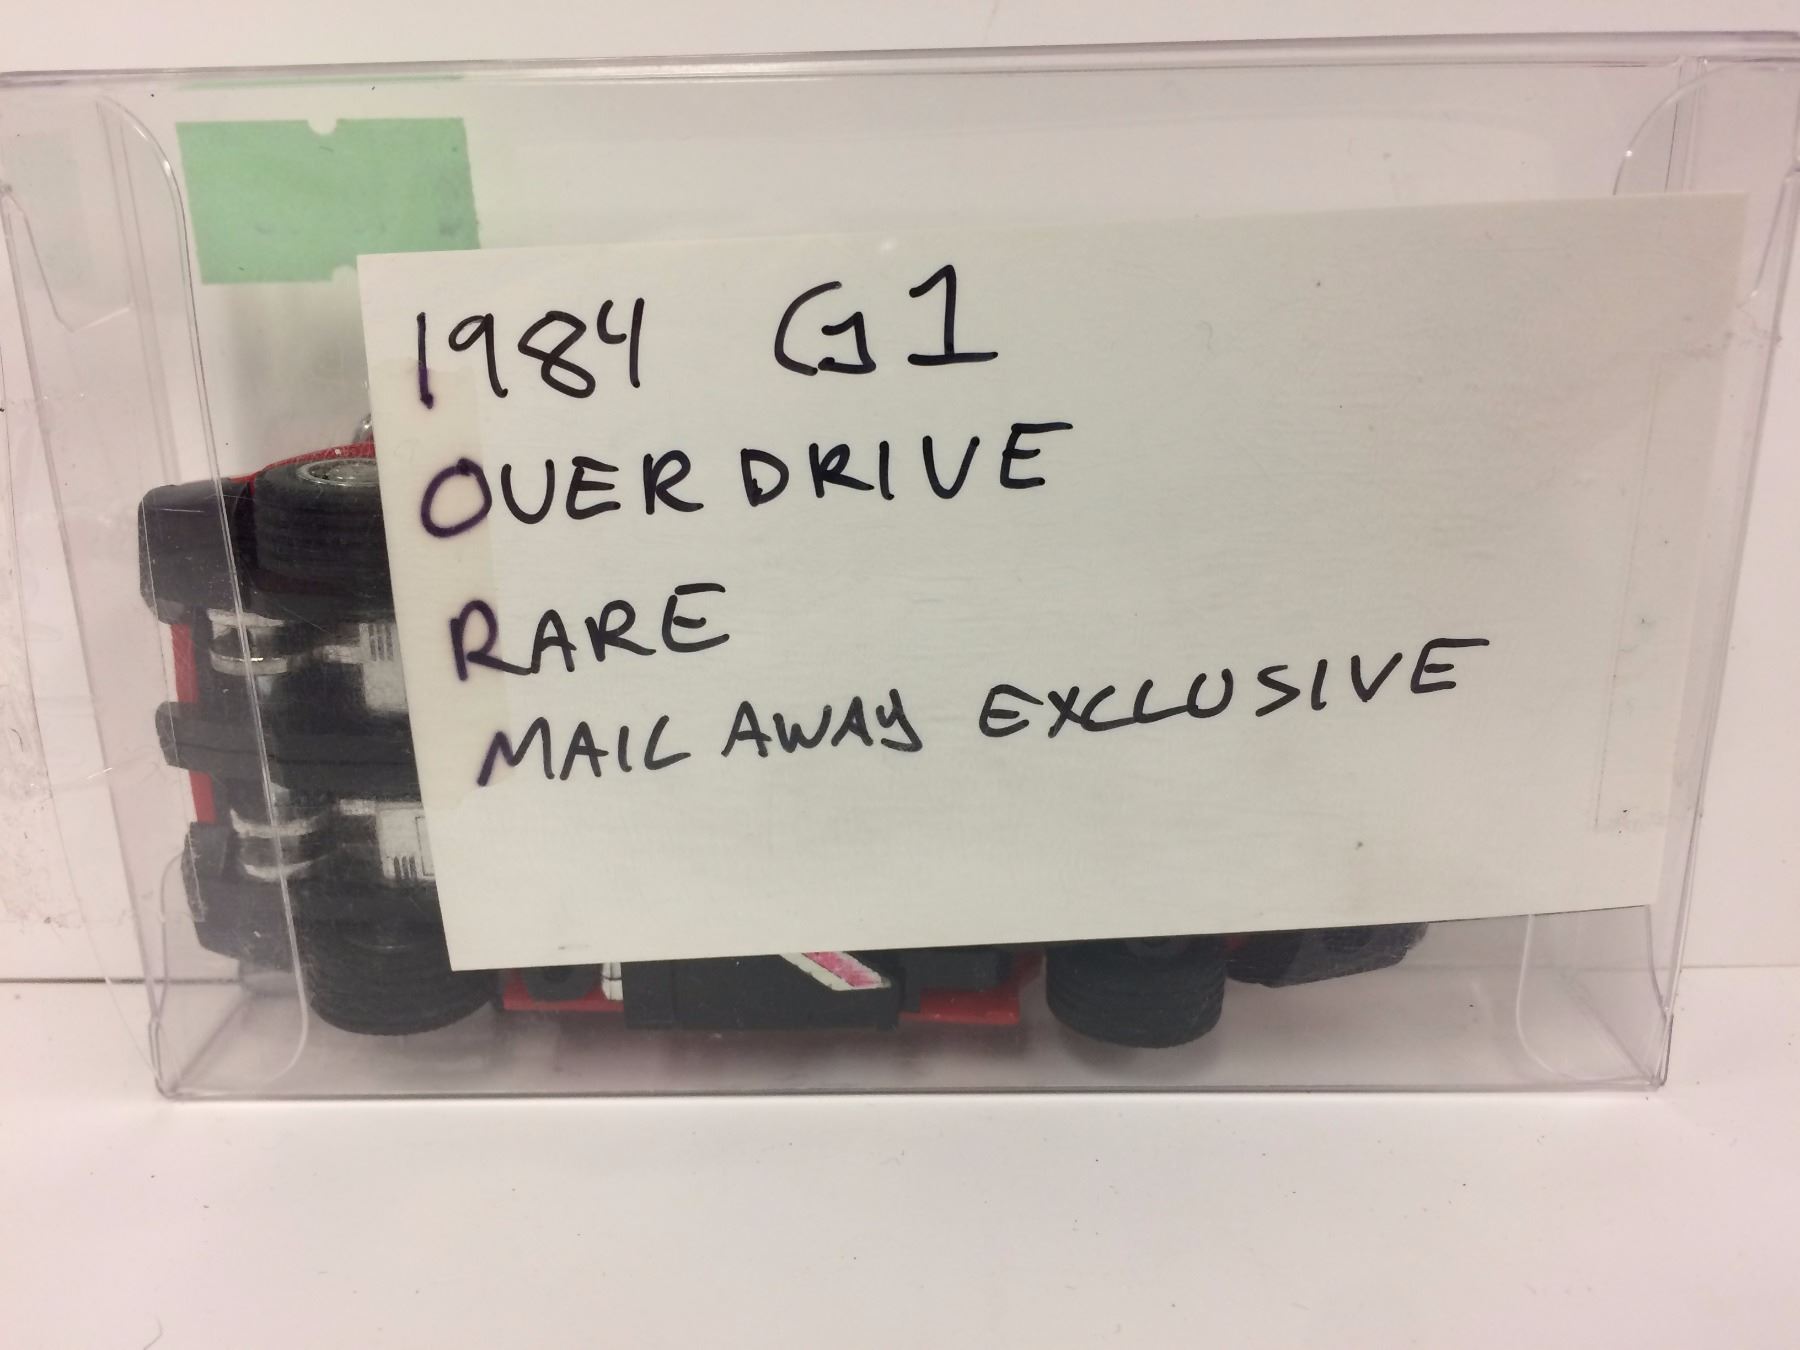 1984 G1
OVERDRIVE
RARE
MAIL AWAY EXCLUSIVE